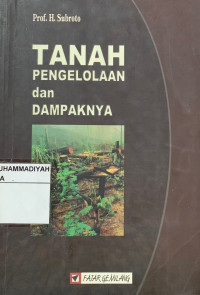 Prof. H. Subroto
TANAH
PENGELOLAAN
dan
DAMPAKNYA
UHAMMADIYAH
A
FAJAR GEMILANG